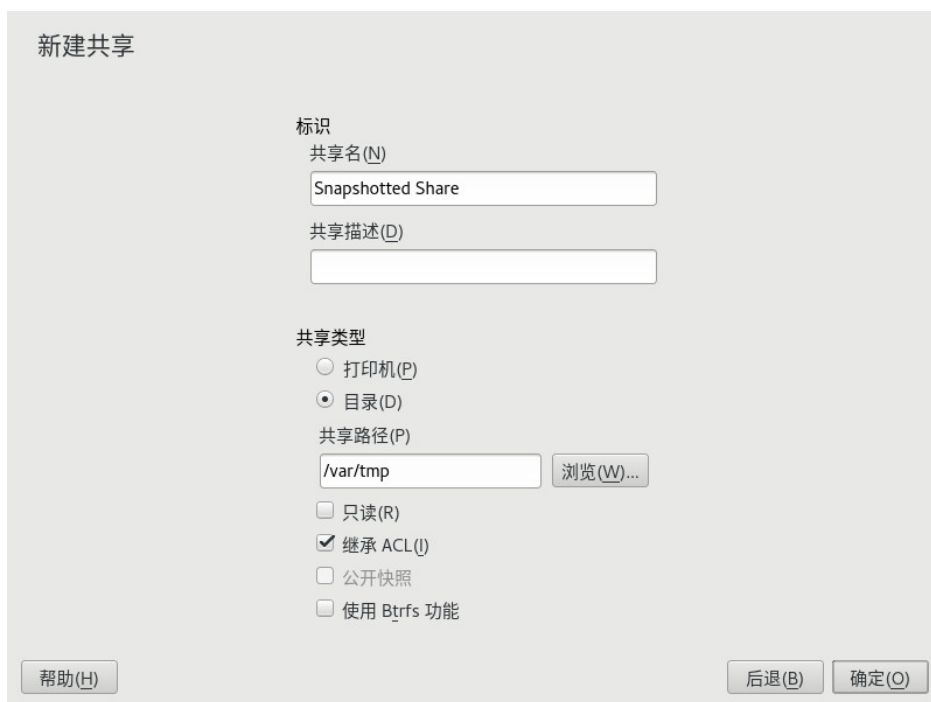 新建共享
标识
共享名(N)
Snapshotted Share
共享描述(D)
共享类型
打印机(P)
目录(D)
共享路径(P)
/var/tmp
浏览(W)...
只读(R)
继承 ACL(I)
公开快照
使用 Btrfs 功能
帮助(H)
后退(B)
确定(O)